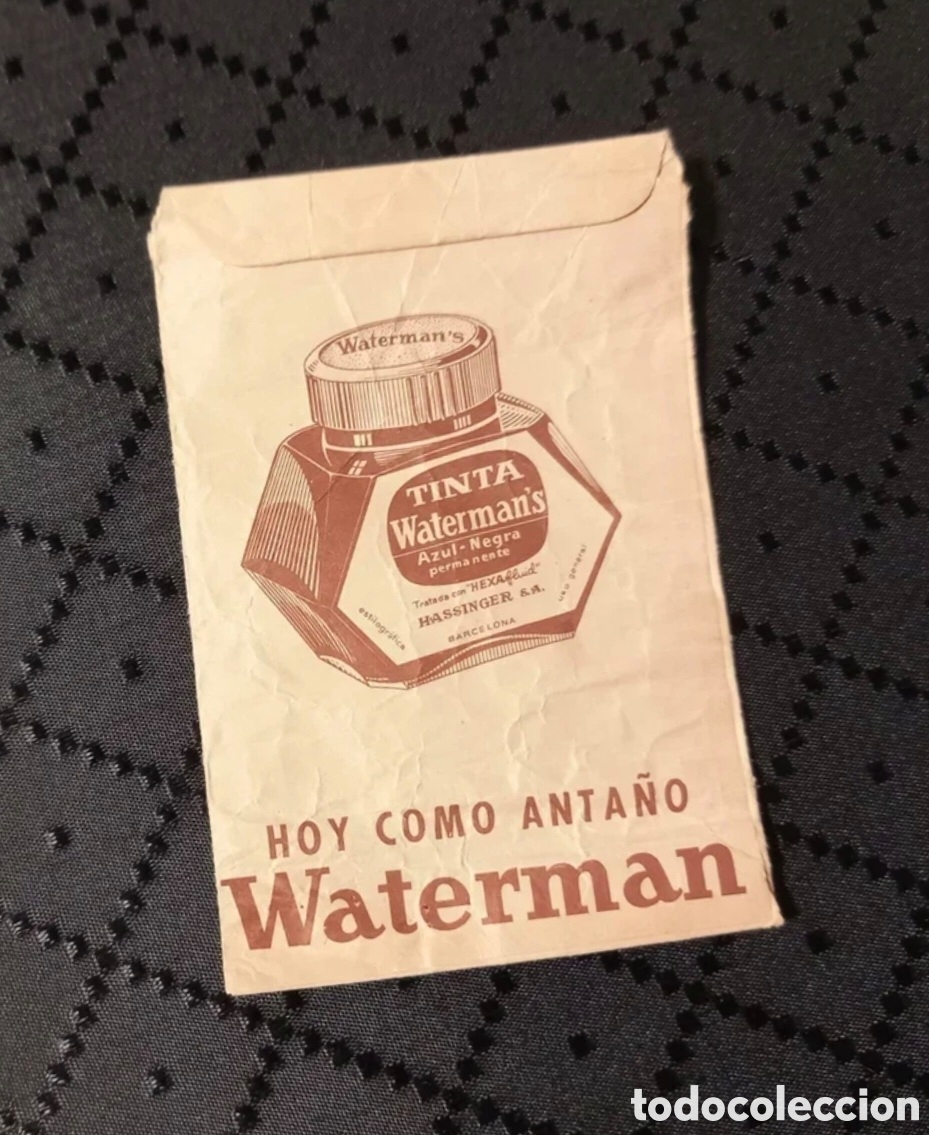 Waterman's
TINTA
Waterman's
Azul-Negra
permanente
Tratada con "HEXAfluid"
HASSINGER S.A.
BARCELONA
estilográfica
uso general
HOY COMO ANTAÑO
Waterman
todocoleccion